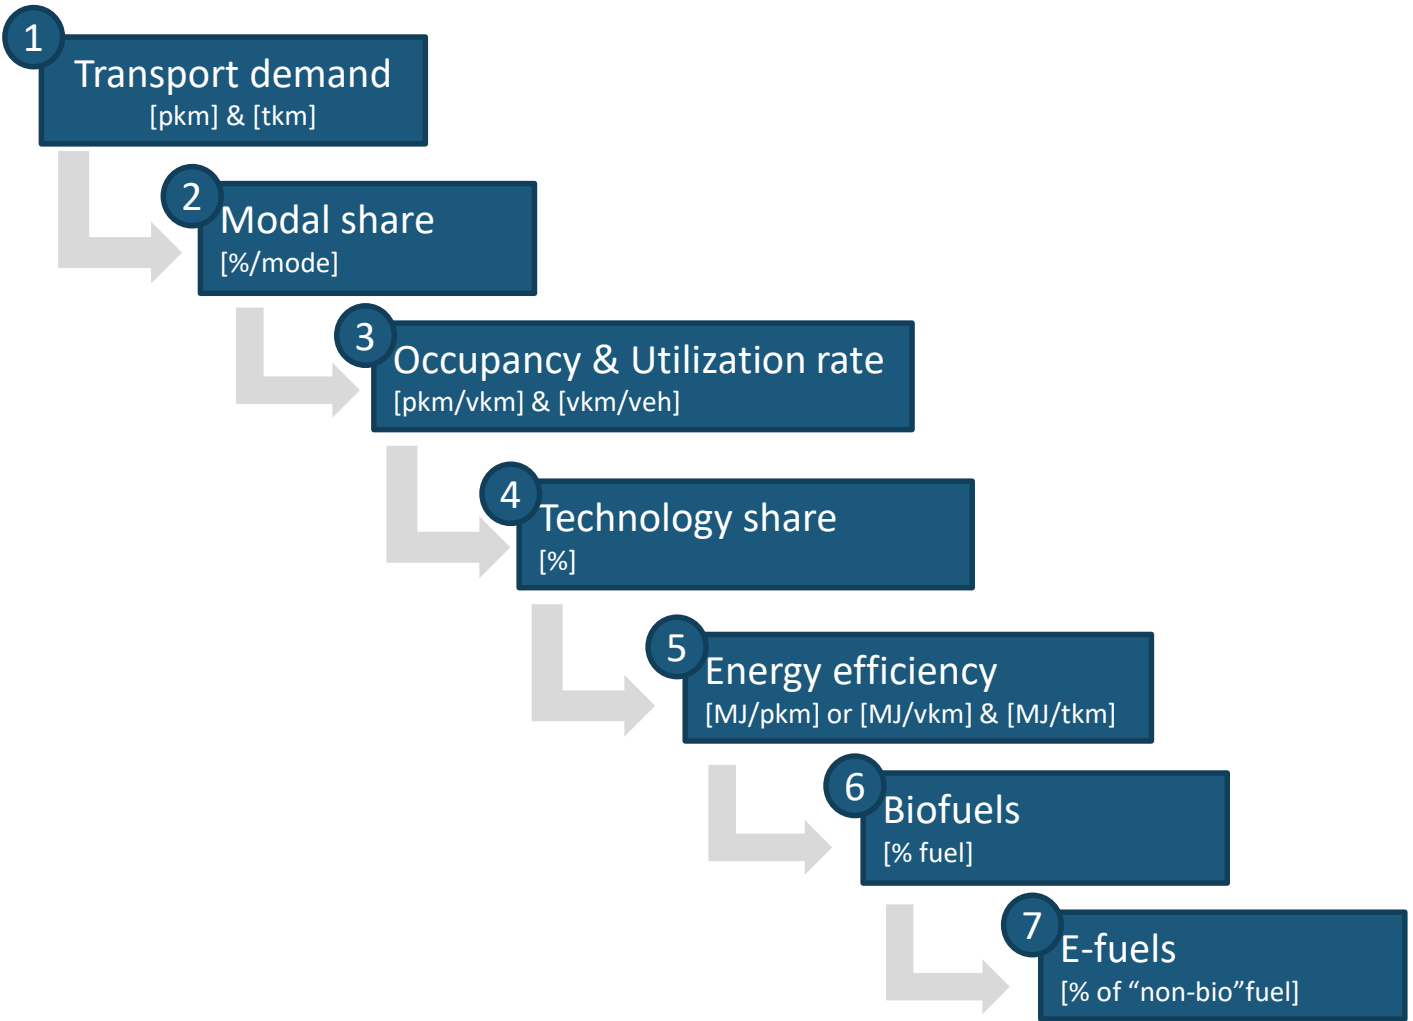 1
Transport demand
[pkm] & [tkm]
2
Modal share
[%/mode]
3
Occupancy & Utilization rate
[pkm/vkm] & [vkm/veh]
4
Technology share
[%]
5
Energy efficiency
[MJ/pkm] or [MJ/vkm] & [MJ/tkm]
6
Biofuels
[% fuel]
7
E-fuels
[% of “non-bio”fuel]